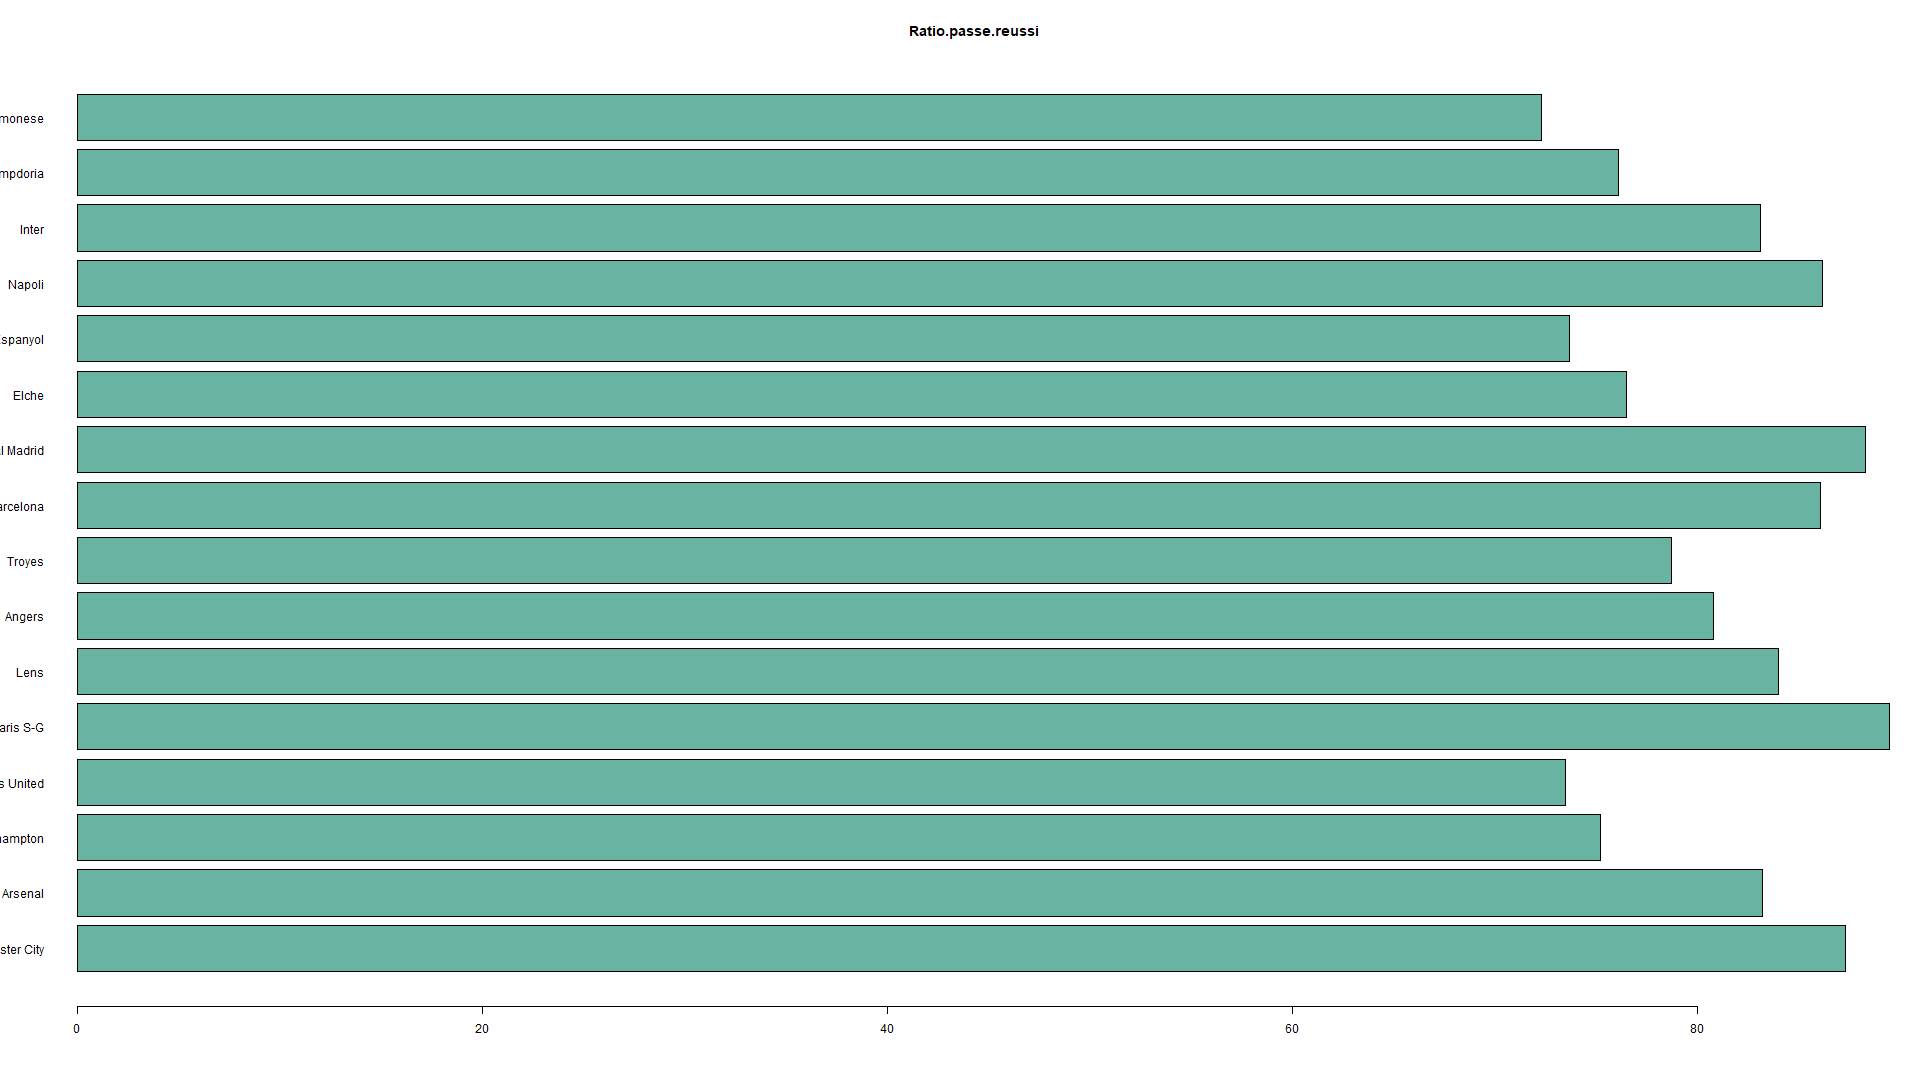 Ratio.passe.reussi
monese
mpdoria
Inter
Napoli
spanyol
Elche
l Madrid
arcelona
Troyes
Angers
Lens
aris S-G
s United
ampton
Arsenal
ster City
0 20 40 60 80